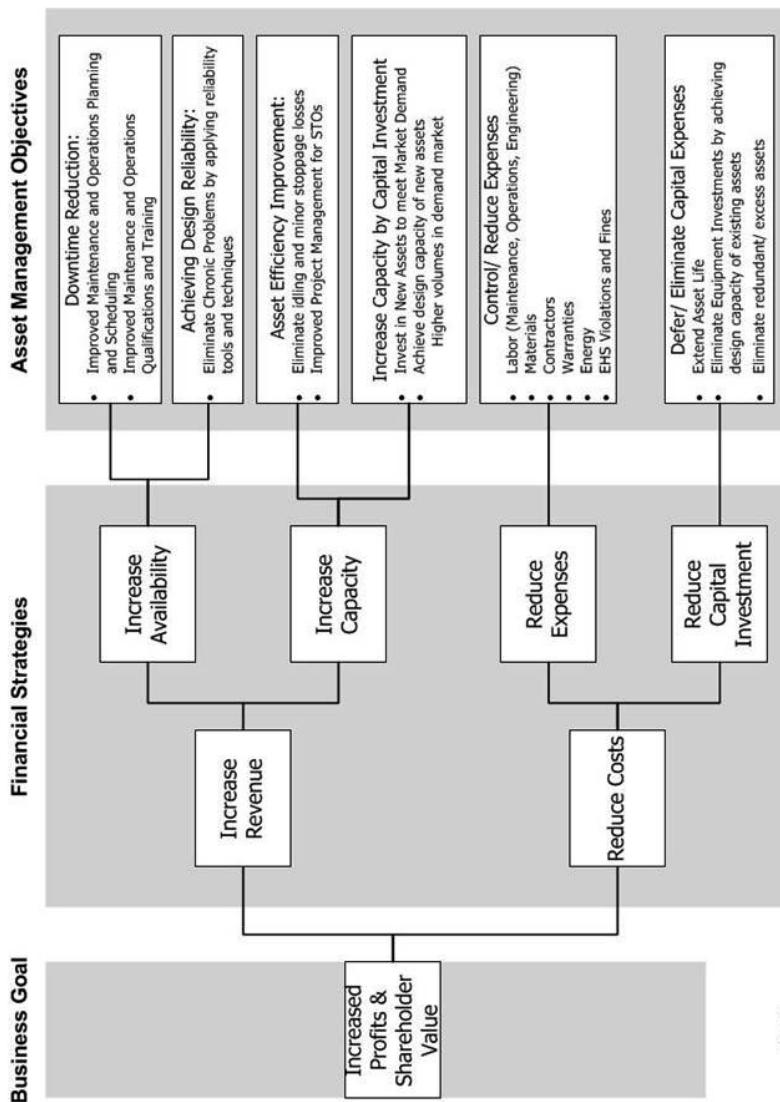 Business Goal
Financial Strategies
Asset Management Objectives
Increased
Profits &
Shareholder
Value
Increase
Revenue
Reduce Costs
Increase
Availability
Increase
Capacity
Reduce
Expenses
Reduce
Capital
Investment
Downtime Reduction:
• Improved Maintenance and Operations Planning
and Scheduling
• Improved Maintenance and Operations
Qualifications and Training
Achieving Design Reliability:
• Eliminate Chronic Problems by applying reliability
tools and techniques
Asset Efficiency Improvement:
• Eliminate idling and minor stoppage losses
• Improved Project Management for STOs
Increase Capacity by Capital Investment
• Invest in New Assets to meet Market Demand
• Achieve design capacity of new assets
Higher volumes in demand market
Control/ Reduce Expenses
• Labor (Maintenance, Operations, Engineering)
• Materials
• Contractors
• Warranties
• Energy
• EHS Violations and Fines
Defer/ Eliminate Capital Expenses
• Extend Asset Life
• Eliminate Equipment Investments by achieving
design capacity of existing assets
• Eliminate redundant/ excess assets